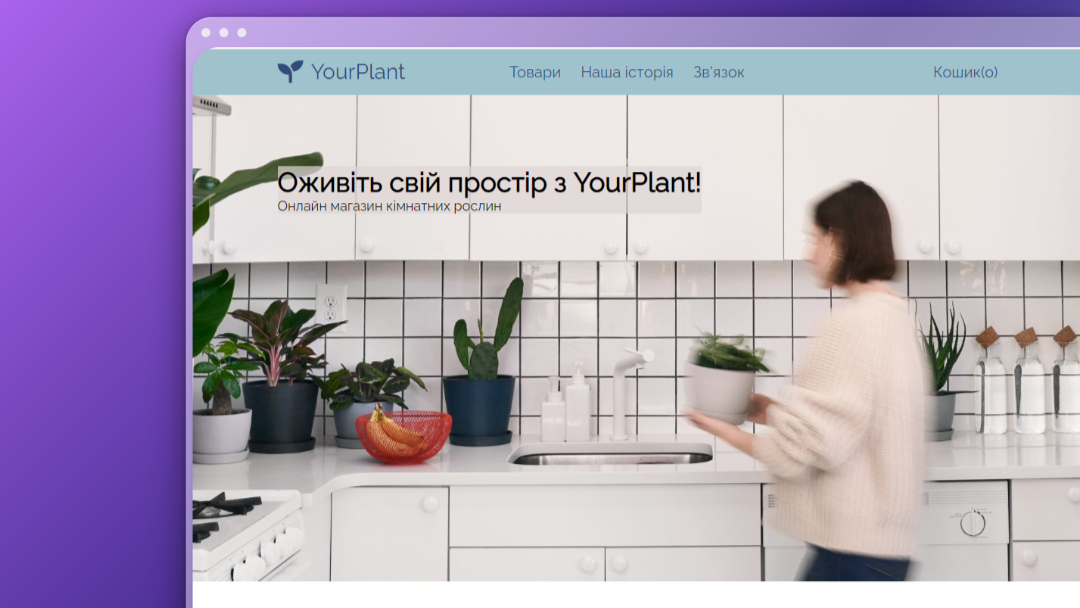 YourPlant Товари Наша історія Зв'язок Кошик(0)
Оживіть свій простір з YourPlant!
Онлайн магазин кімнатних рослин